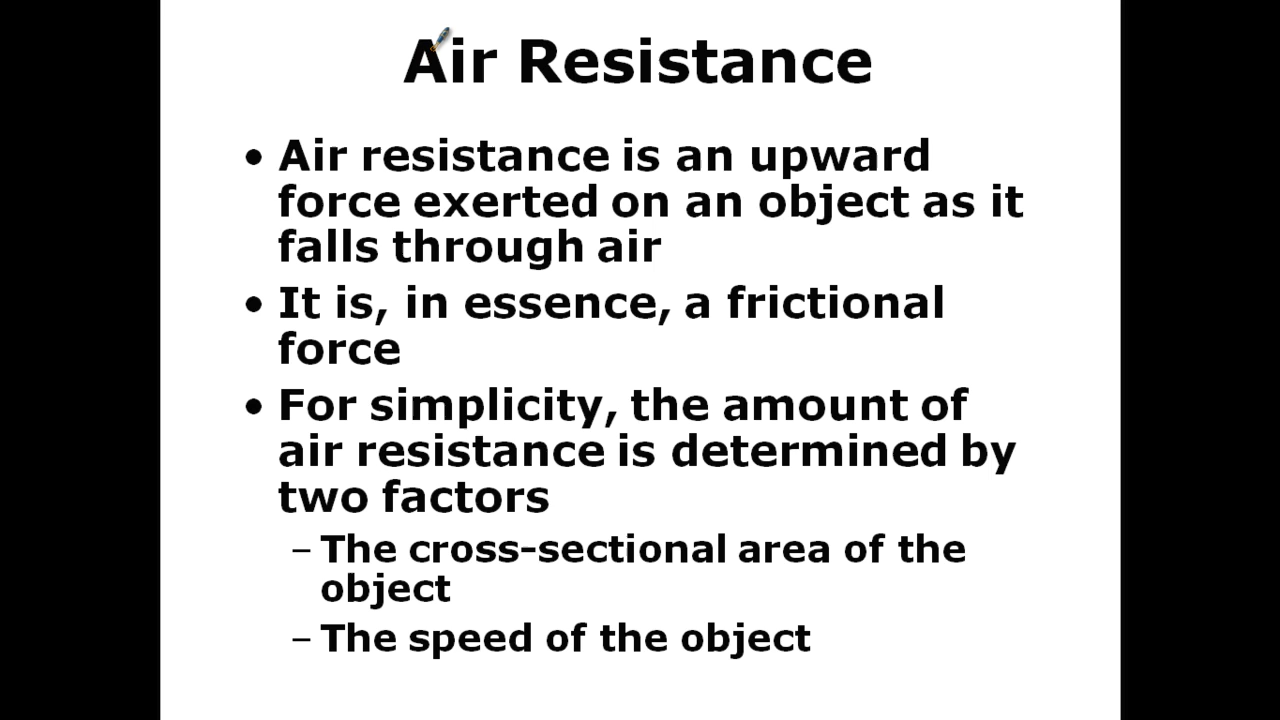 Air Resistance
• Air resistance is an upward
force exerted on an object as it
falls through air
• It is, in essence, a frictional
force
• For simplicity, the amount of
air resistance is determined by
two factors
– The cross-sectional area of the
object
– The speed of the object